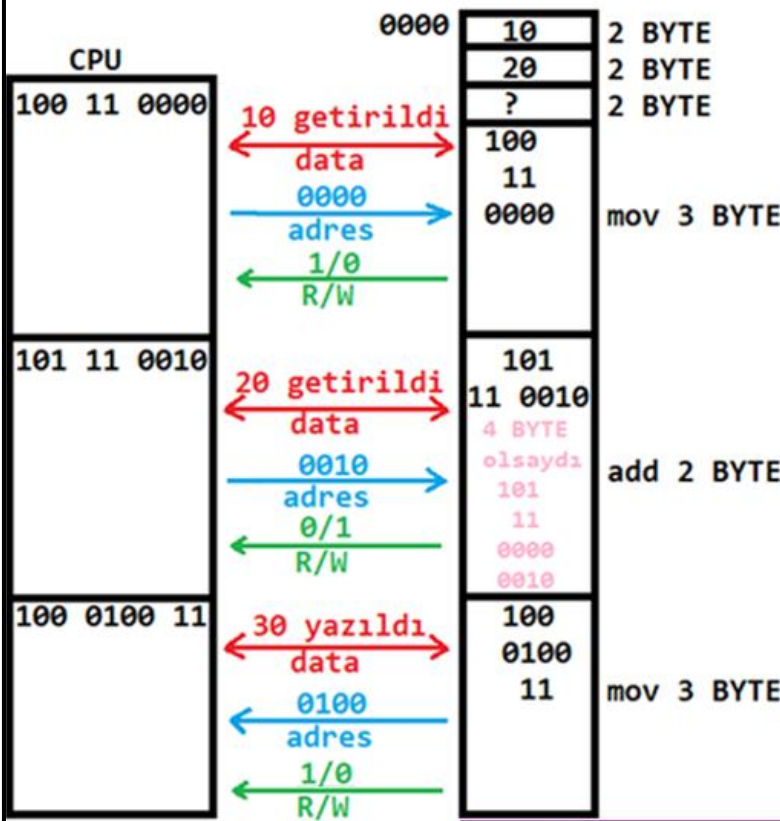 0000 10 2 BYTE
CPU 20 2 BYTE
? 2 BYTE
100 11 0000
10 getirildi
data
0000
adres
1/0
R/W
100
11
0000
mov 3 BYTE
101 11 0010
20 getirildi
data
0010
adres
0/1
R/W
101
11 0010
4 BYTE
olsaydı
101
11
0000
0010
add 2 BYTE
100 0100 11
30 yazıldı
data
0100
adres
1/0
R/W
100
0100
11
mov 3 BYTE